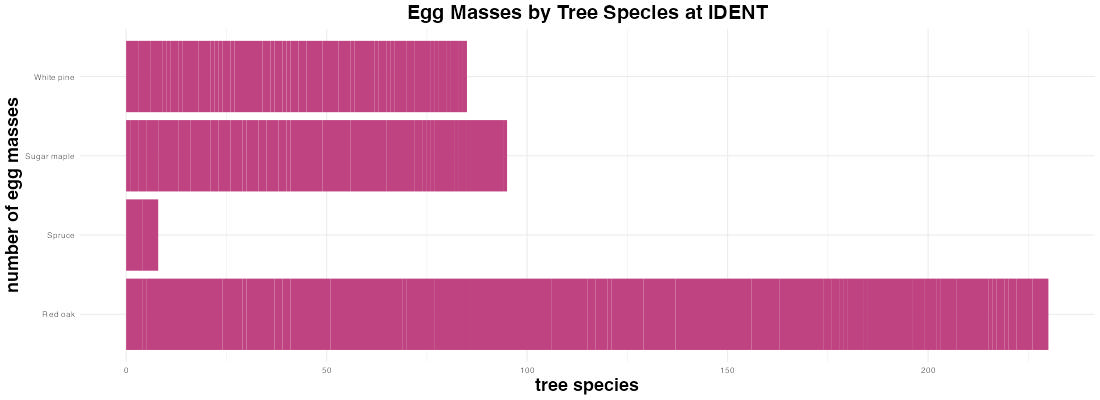 Egg Masses by Tree Species at IDENT
number of egg masses
White pine
Sugar maple
Spruce
Red oak
0 50 100 150 200
tree species